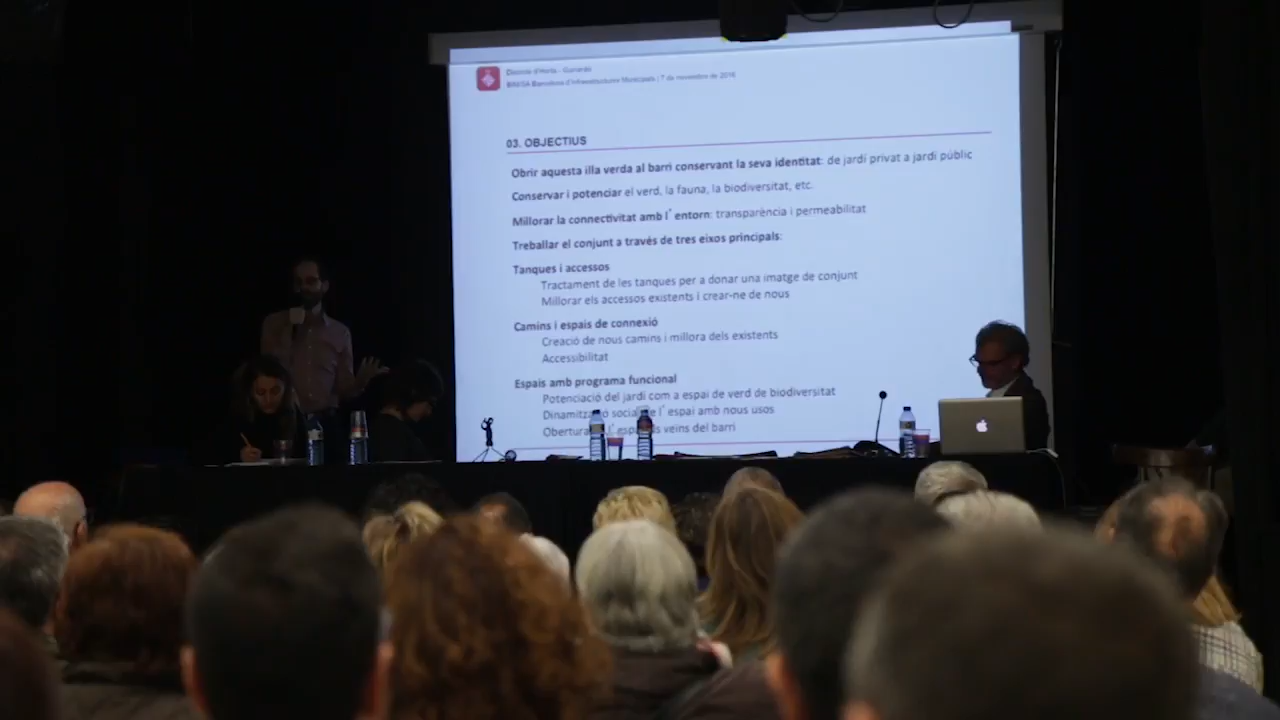 Districte d'Horta - Guinardó
BIMSA Barcelona d'Infraestructures Municipals | 7 de novembre de 2016
03. OBJECTIUS
Obrir aquesta illa verda al barri conservant la seva identitat: de jardí privat a jardí públic
Conservar i potenciar el verd, la fauna, la biodiversitat, etc.
Millorar la connectivitat amb l'entorn: transparència i permeabilitat
Treballar el conjunt a través de tres eixos principals:
Tanques i accessos
Tractament de les tanques per a donar una imatge de conjunt
Millorar els accessos existents i crear-ne de nous
Camins i espais de connexió
Creació de nous camins i millora dels existents
Accessibilitat
Espais amb programa funcional
Potenciació del jardí com a espai de verd de biodiversitat
Dinamització social de l'espai amb nous usos
Obertura l'espai veïns del barri